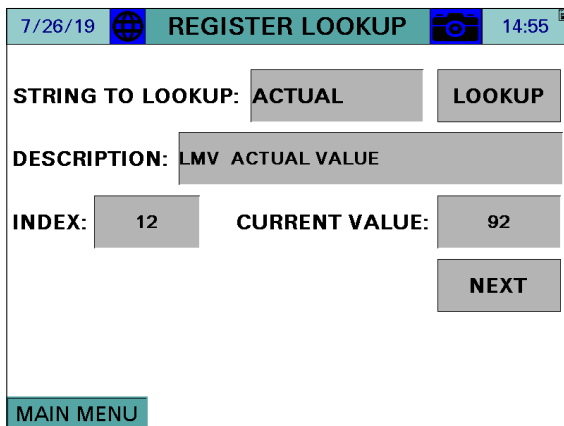 7/26/19 REGISTER LOOKUP 14:55
STRING TO LOOKUP: ACTUAL LOOKUP
DESCRIPTION: LMV ACTUAL VALUE
INDEX: 12 CURRENT VALUE: 92
NEXT
MAIN MENU